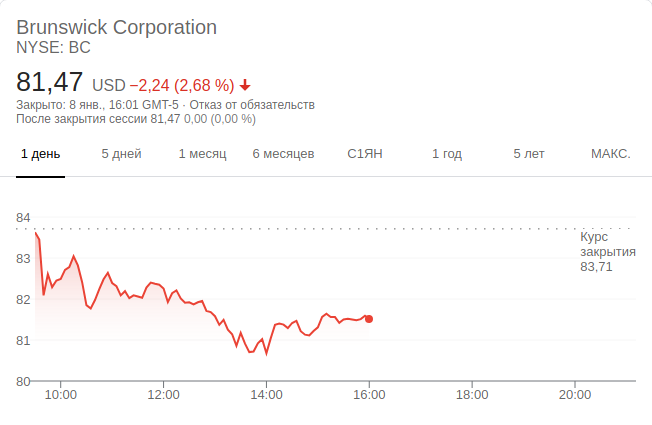 Brunswick Corporation
NYSE: BC
81,47 USD −2,24 (2,68 %)
Закрыто: 8 янв., 16:01 GMT-5 · Отказ от обязательств
После закрытия сессии 81,47 0,00 (0,00 %)
1 день 5 дней 1 месяц 6 месяцев С1ЯН 1 год 5 лет МАКС.
84
Курс
закрытия
83,71
83
82
81
80
10:00 12:00 14:00 16:00 18:00 20:00